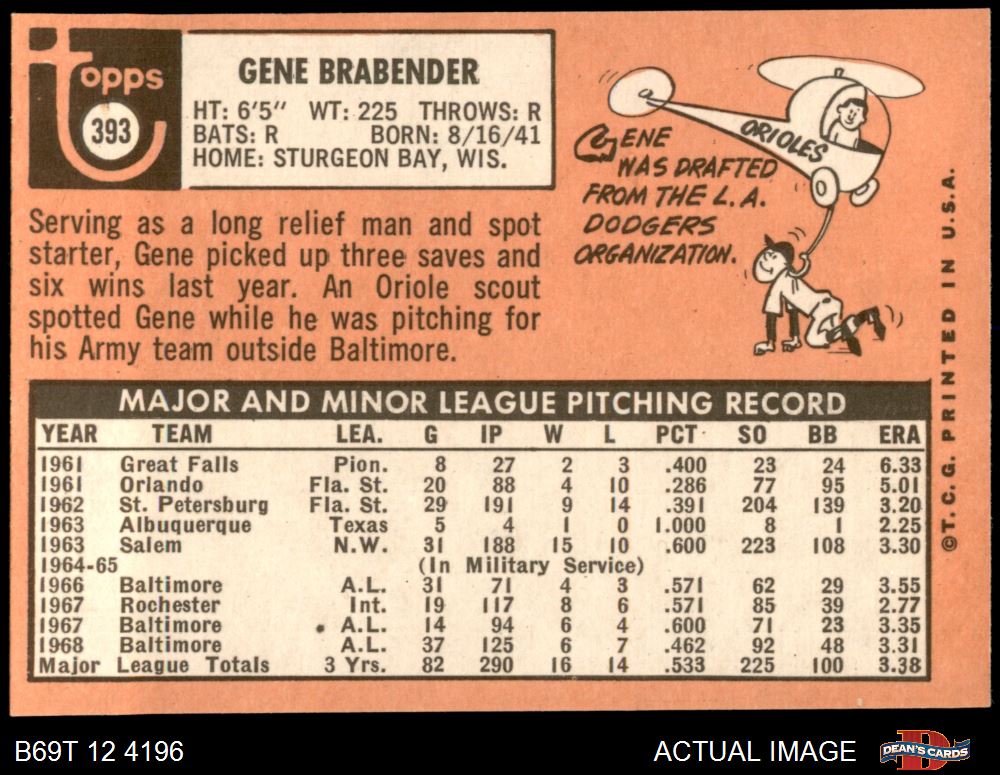 Topps
393
GENE BRABENDER
HT: 6'5" WT: 225 THROWS: R
BATS: R BORN: 8/16/41
HOME: STURGEON BAY, WIS.
Serving as a long relief man and spot
starter, Gene picked up three saves and
six wins last year. An Oriole scout
spotted Gene while he was pitching for
his Army team outside Baltimore.
ORIOLES
GENE
WAS DRAFTED
FROM THE L.A.
DODGERS
ORGANIZATION.
©T.C.G. PRINTED IN U.S.A.
MAJOR AND MINOR LEAGUE PITCHING RECORD
YEAR TEAM LEA. G IP W L PCT SO BB ERA
1961 Great Falls Pion. 8 27 2 3 .400 23 24 6.33
1961 Orlando Fla. St. 20 88 4 10 .286 77 95 5.01
1962 St. Petersburg Fla. St. 29 191 9 14 .391 204 139 3.20
1963 Albuquerque Texas 5 4 1 0 1.000 8 1 2.25
1963 Salem N.W. 31 188 15 10 .600 223 108 3.30
1964-65 (In Military Service)
1966 Baltimore A.L. 31 71 4 3 .571 62 29 3.55
1967 Rochester Int. 19 117 8 6 .571 85 39 2.77
1967 Baltimore A.L. 14 94 6 4 .600 71 23 3.35
1968 Baltimore A.L. 37 125 6 7 .462 92 48 3.31
Major League Totals 3 Yrs. 82 290 16 14 .533 225 100 3.38
B69T 12 4196
ACTUAL IMAGE
DEAN'S CARDS